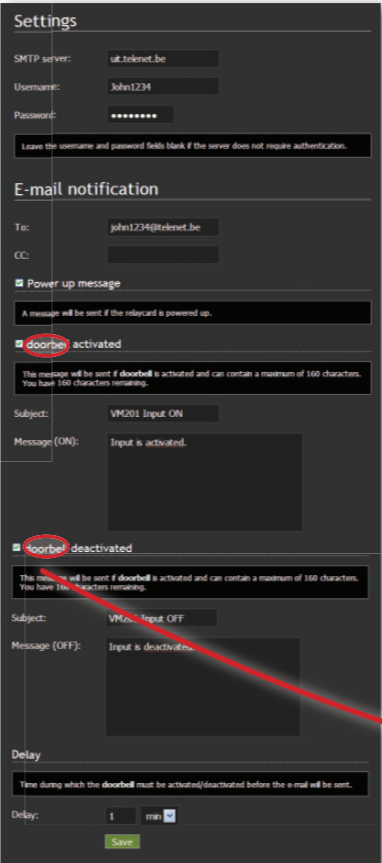 Settings
SMTP server: uit.telenet.be
Username: John1234
Password: ••••••••
Leave the username and password fields blank if the server does not require authentication.
E-mail notification
To: john1234@telenet.be
CC:
Power up message
A message will be sent if the relaycard is powered up.
doorbell activated
This message will be sent if doorbell is activated and can contain a maximum of 160 characters.
You have 160 characters remaining.
Subject: VM201 Input ON
Message (ON): Input is activated.
doorbell deactivated
This message will be sent if doorbell is activated and can contain a maximum of 160 characters.
You have 160 characters remaining.
Subject: VM201 Input OFF
Message (OFF): Input is deactivated.
Delay
Time during which the doorbell must be activated/deactivated before the e-mail will be sent.
Delay: 1 min
Save